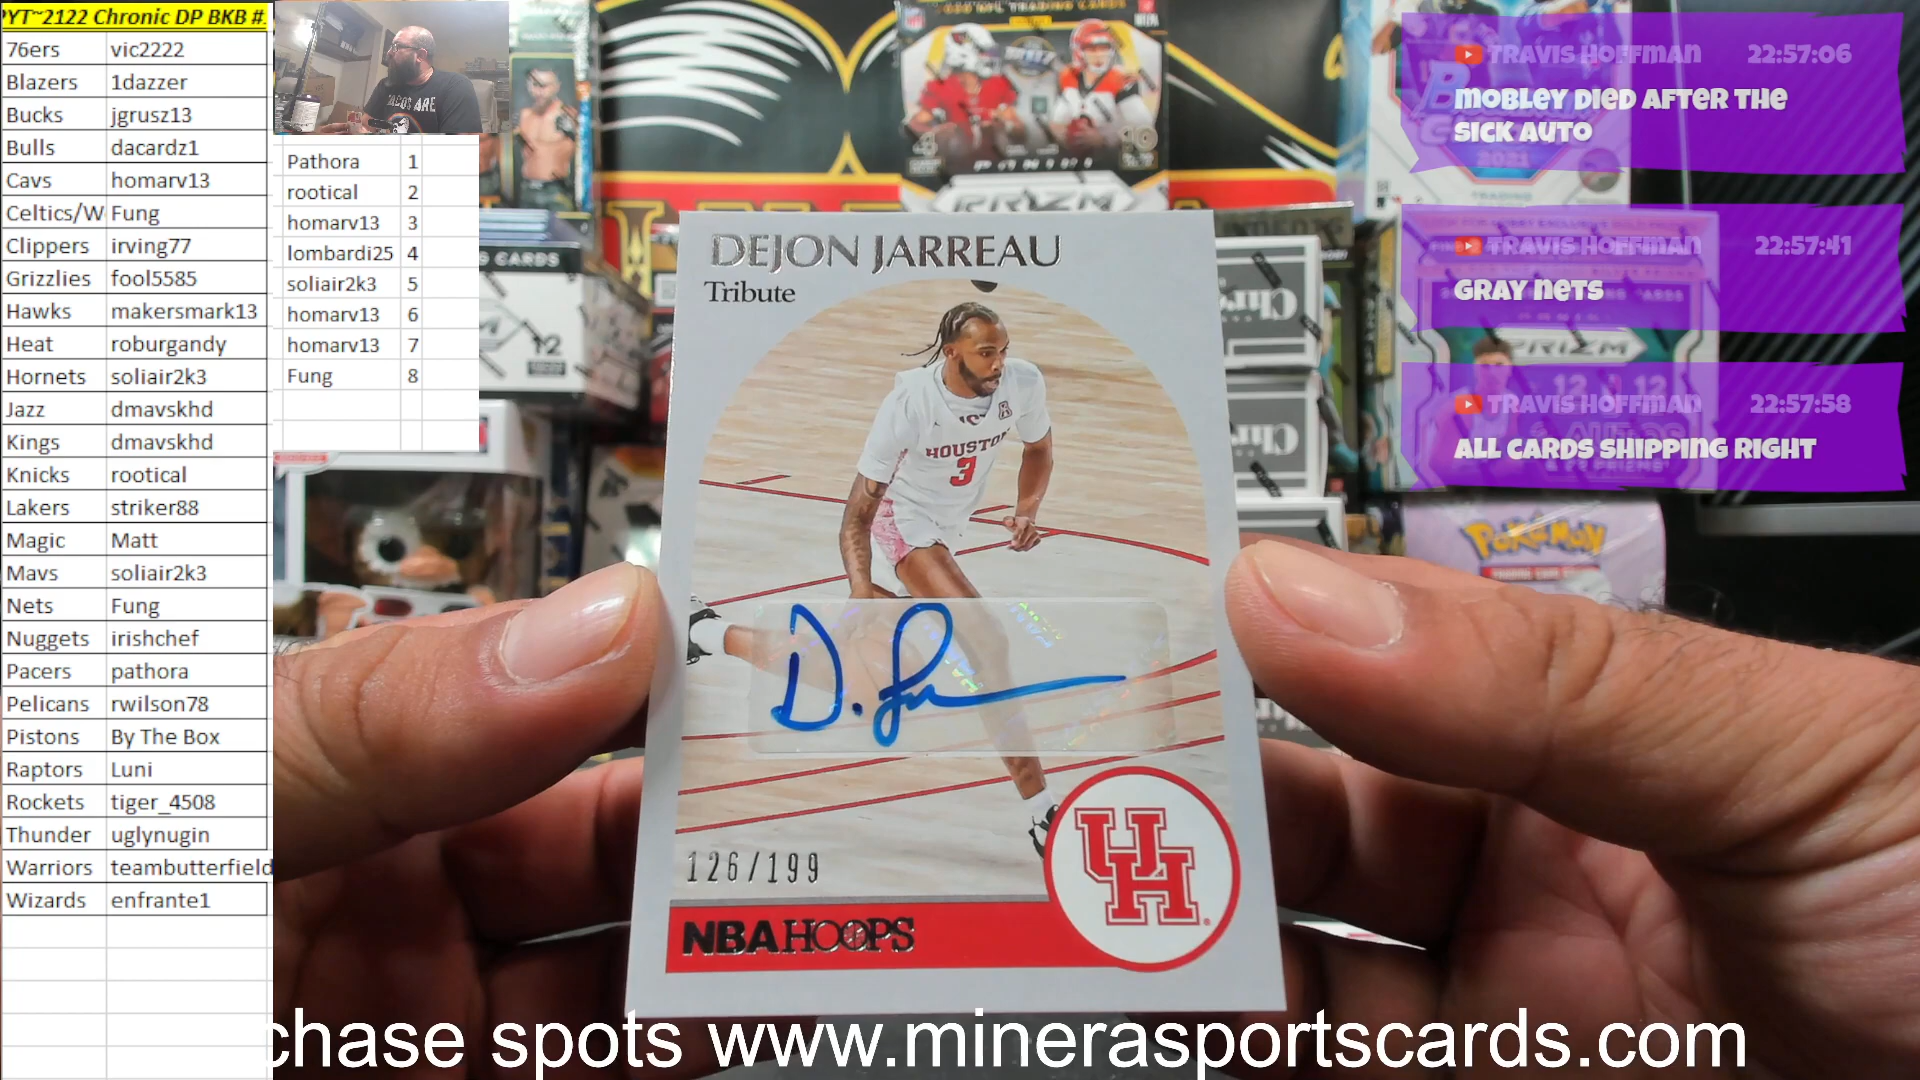 PYT~2122 Chronic DP BKB #
76ers vic2222
Blazers 1dazzer
Bucks jgrusz13
Bulls dacardz1
Cavs homarv13
Celtics/W Fung
Clippers irving77
Grizzlies fool5585
Hawks makersmark13
Heat roburgandy
Hornets soliair2k3
Jazz dmavskhd
Kings dmavskhd
Knicks rootical
Lakers striker88
Magic Matt
Mavs soliair2k3
Nets Fung
Nuggets irishchef
Pacers pathora
Pelicans rwilson78
Pistons By The Box
Raptors Luni
Rockets tiger_4508
Thunder uglynugin
Warriors teambutterfield
Wizards enfrante1
Pathora 1
rootical 2
homarv13 3
lombardi25 4
soliair2k3 5
homarv13 6
homarv13 7
Fung 8
DEJON JARREAU
Tribute
HOUSTON
3
D. J
126/199
NBA HOOPS
UH
TRAVIS HOFFMAN 22:57:06
MOBLEY DIED AFTER THE
SICK AUTO
TRAVIS HOFFMAN 22:57:41
GRAY NETS
TRAVIS HOFFMAN 22:57:58
ALL CARDS SHIPPING RIGHT
PRIZM
PRIZM
POKéMON
CARDS
12
chase spots www.minerasportscards.com